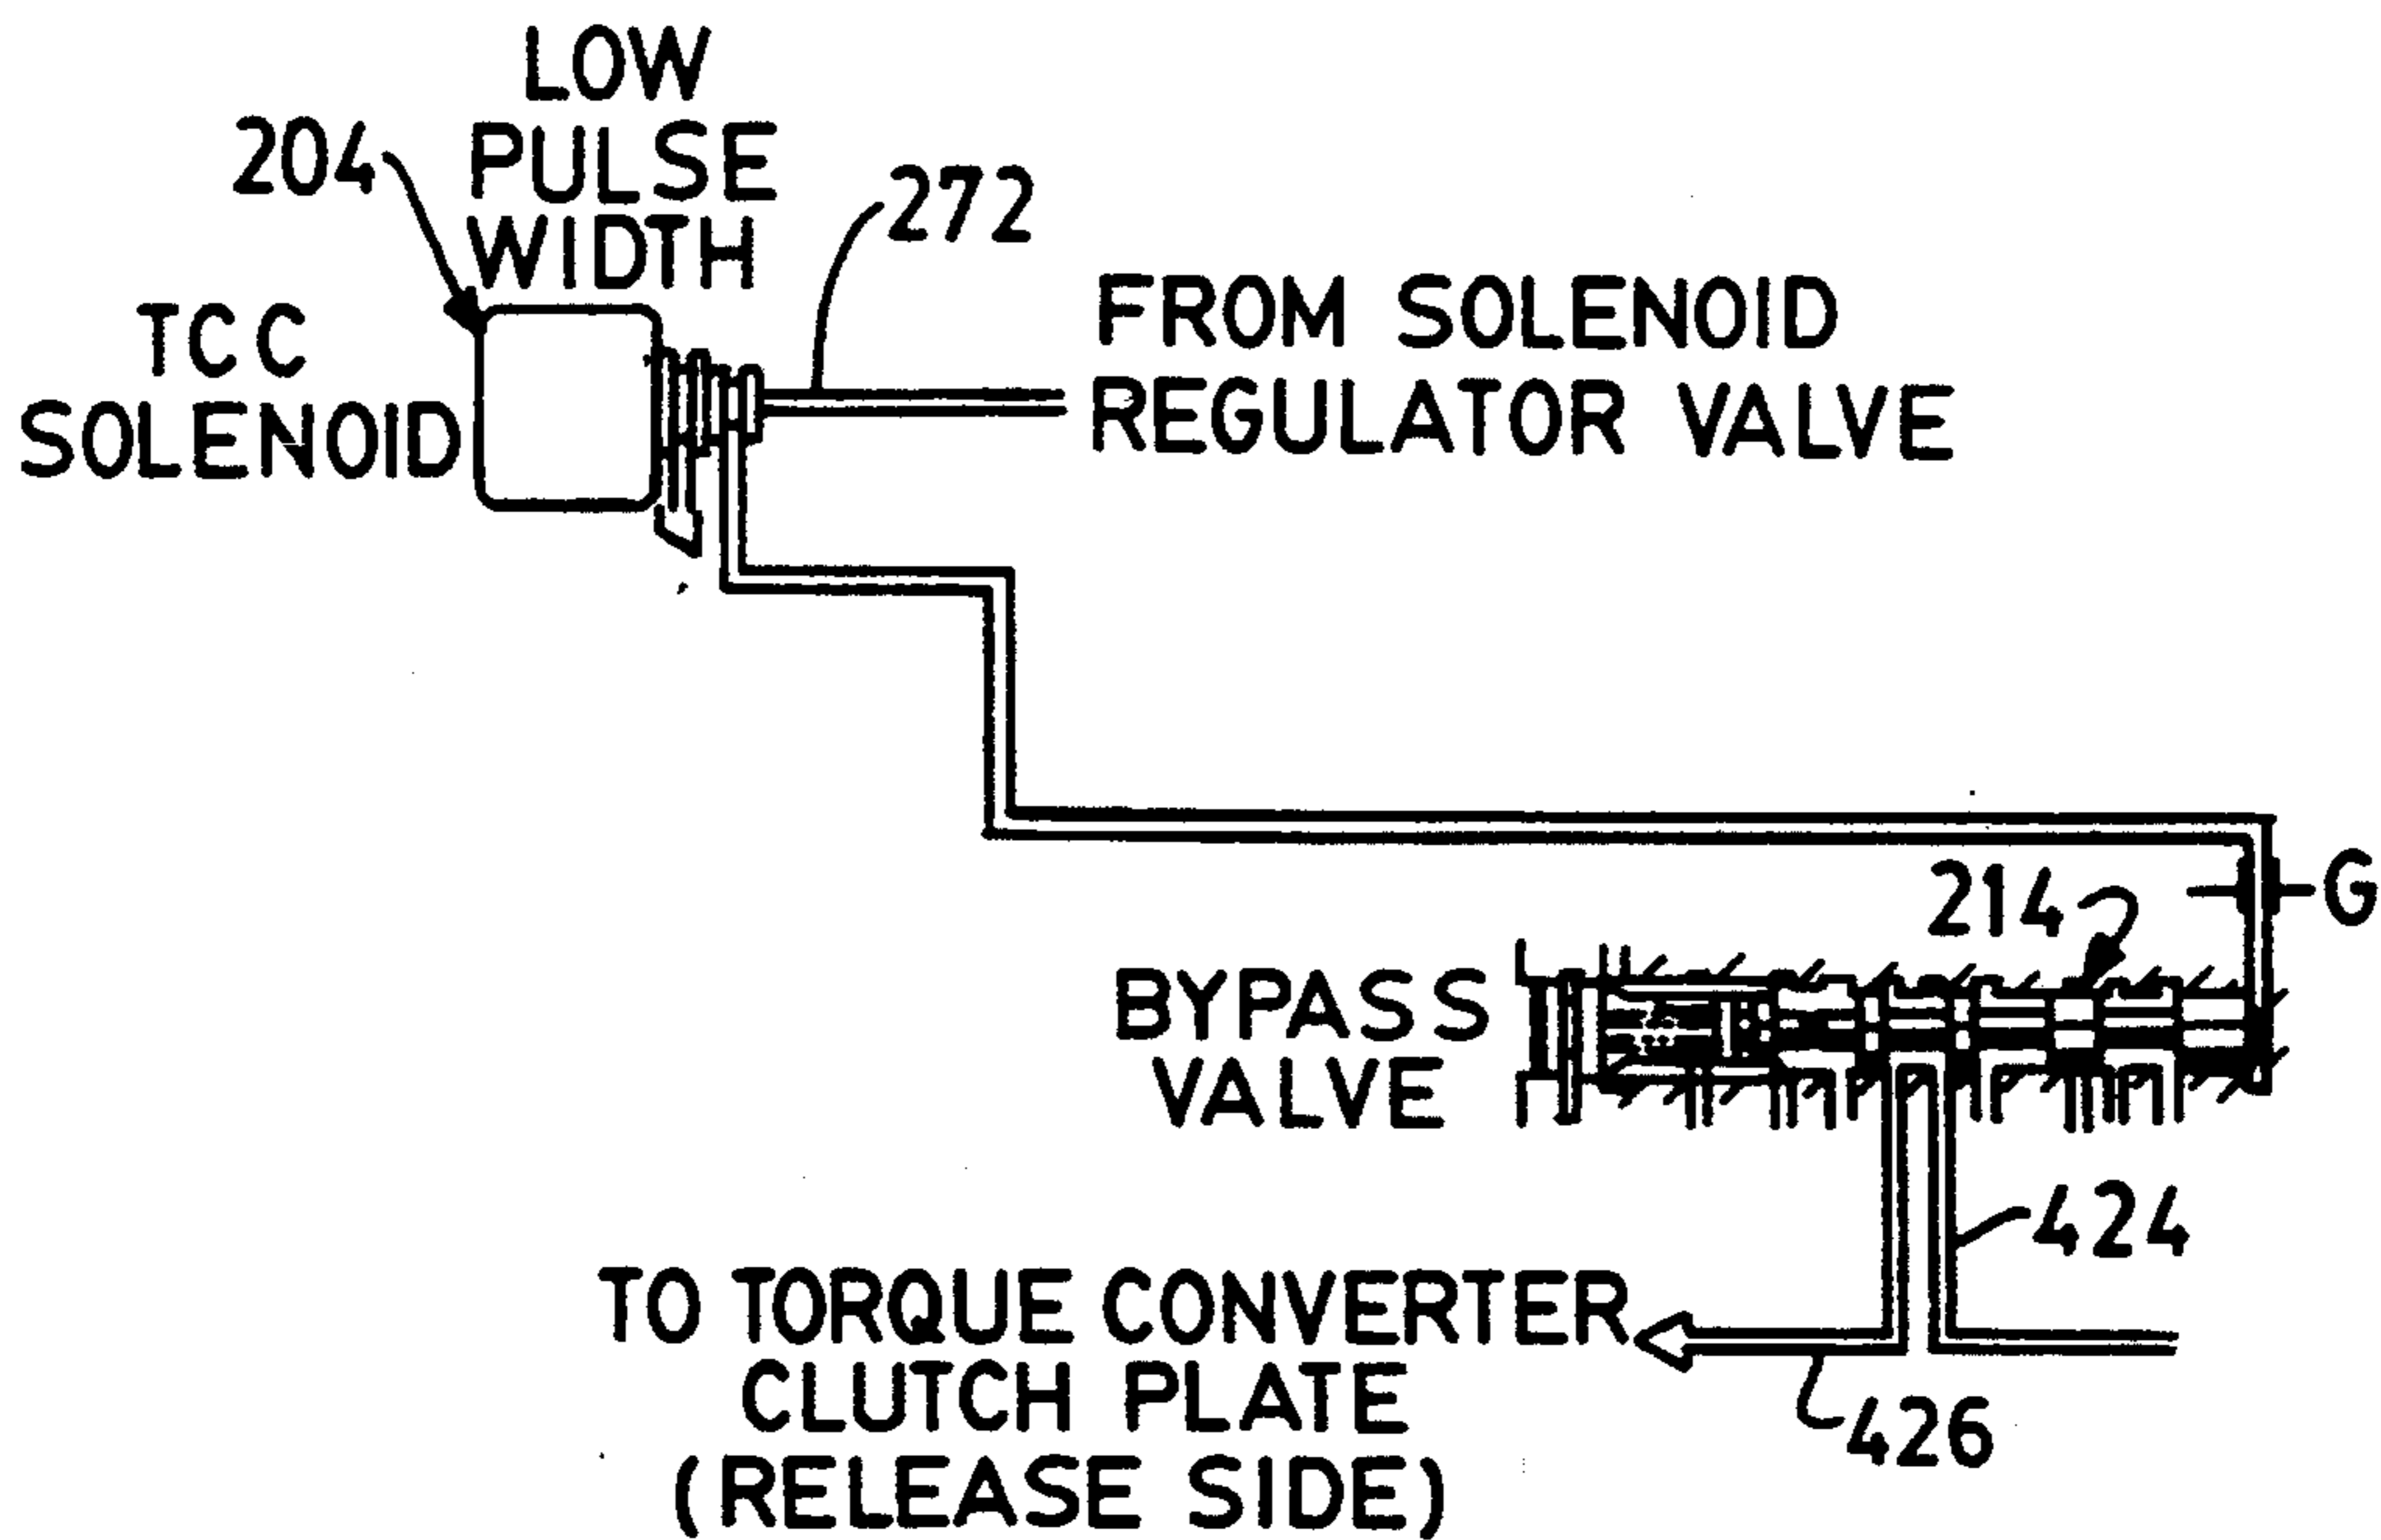 LOW
PULSE
WIDTH
204
272
TCC
SOLENOID
FROM SOLENOID
REGULATOR VALVE
G
214
BYPASS
VALVE
424
TO TORQUE CONVERTER
CLUTCH PLATE
(RELEASE SIDE)
426